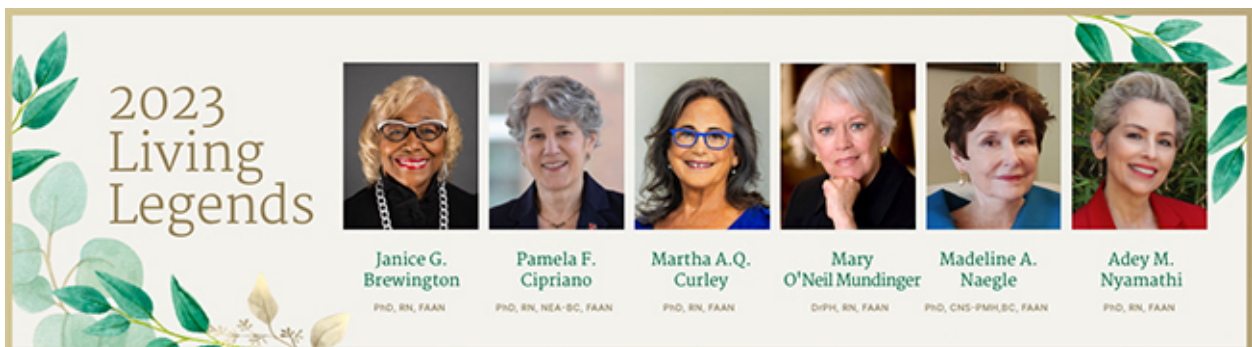 2023
Living
Legends
Janice G.
Brewington
PhD, RN, FAAN
Pamela F.
Cipriano
PhD, RN, NEA-BC, FAAN
Martha A.Q.
Curley
PhD, RN, FAAN
Mary
O'Neil Mundinger
DrPH, RN, FAAN
Madeline A.
Naegle
PhD, CNS-PMH,BC, FAAN
Adey M.
Nyamathi
PhD, RN, FAAN